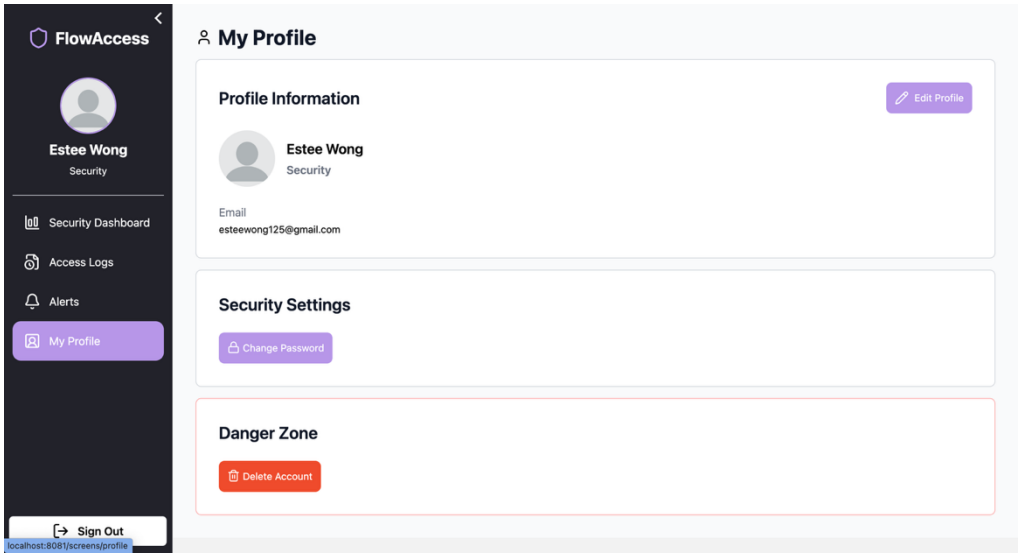 FlowAccess
Estee Wong
Security
Security Dashboard
Access Logs
Alerts
My Profile
Sign Out
localhost:8081/screens/profile
My Profile
Profile Information
Edit Profile
Estee Wong
Security
Email
esteewong125@gmail.com
Security Settings
Change Password
Danger Zone
Delete Account